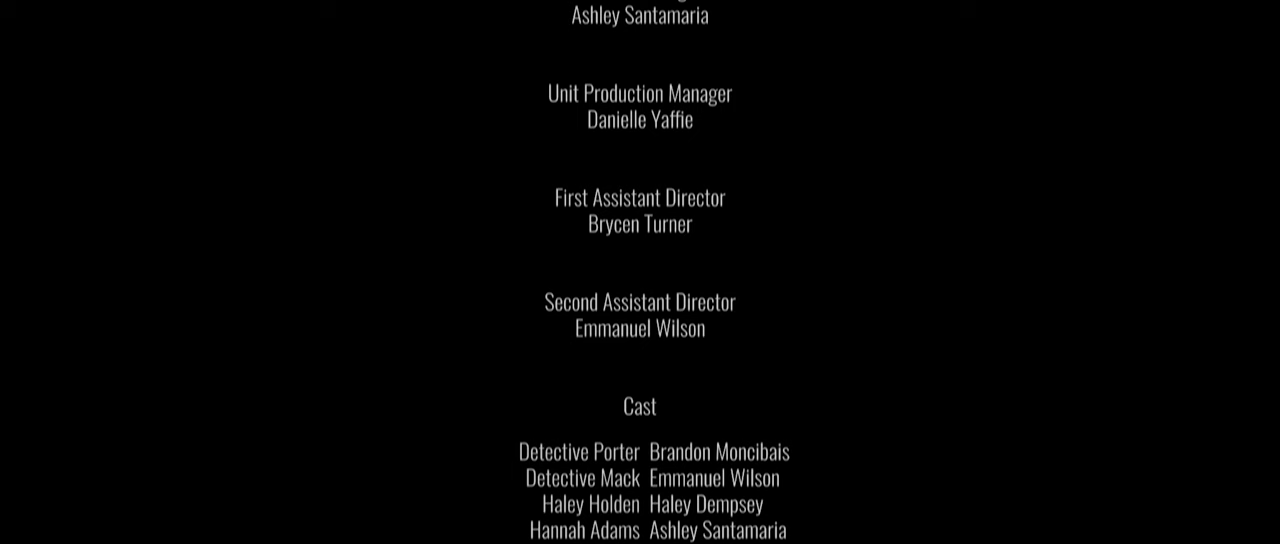 Ashley Santamaria
Unit Production Manager
Danielle Yaffie
First Assistant Director
Brycen Turner
Second Assistant Director
Emmanuel Wilson
Cast
Detective Porter Brandon Moncibais
Detective Mack Emmanuel Wilson
Haley Holden Haley Dempsey
Hannah Adams Ashley Santamaria